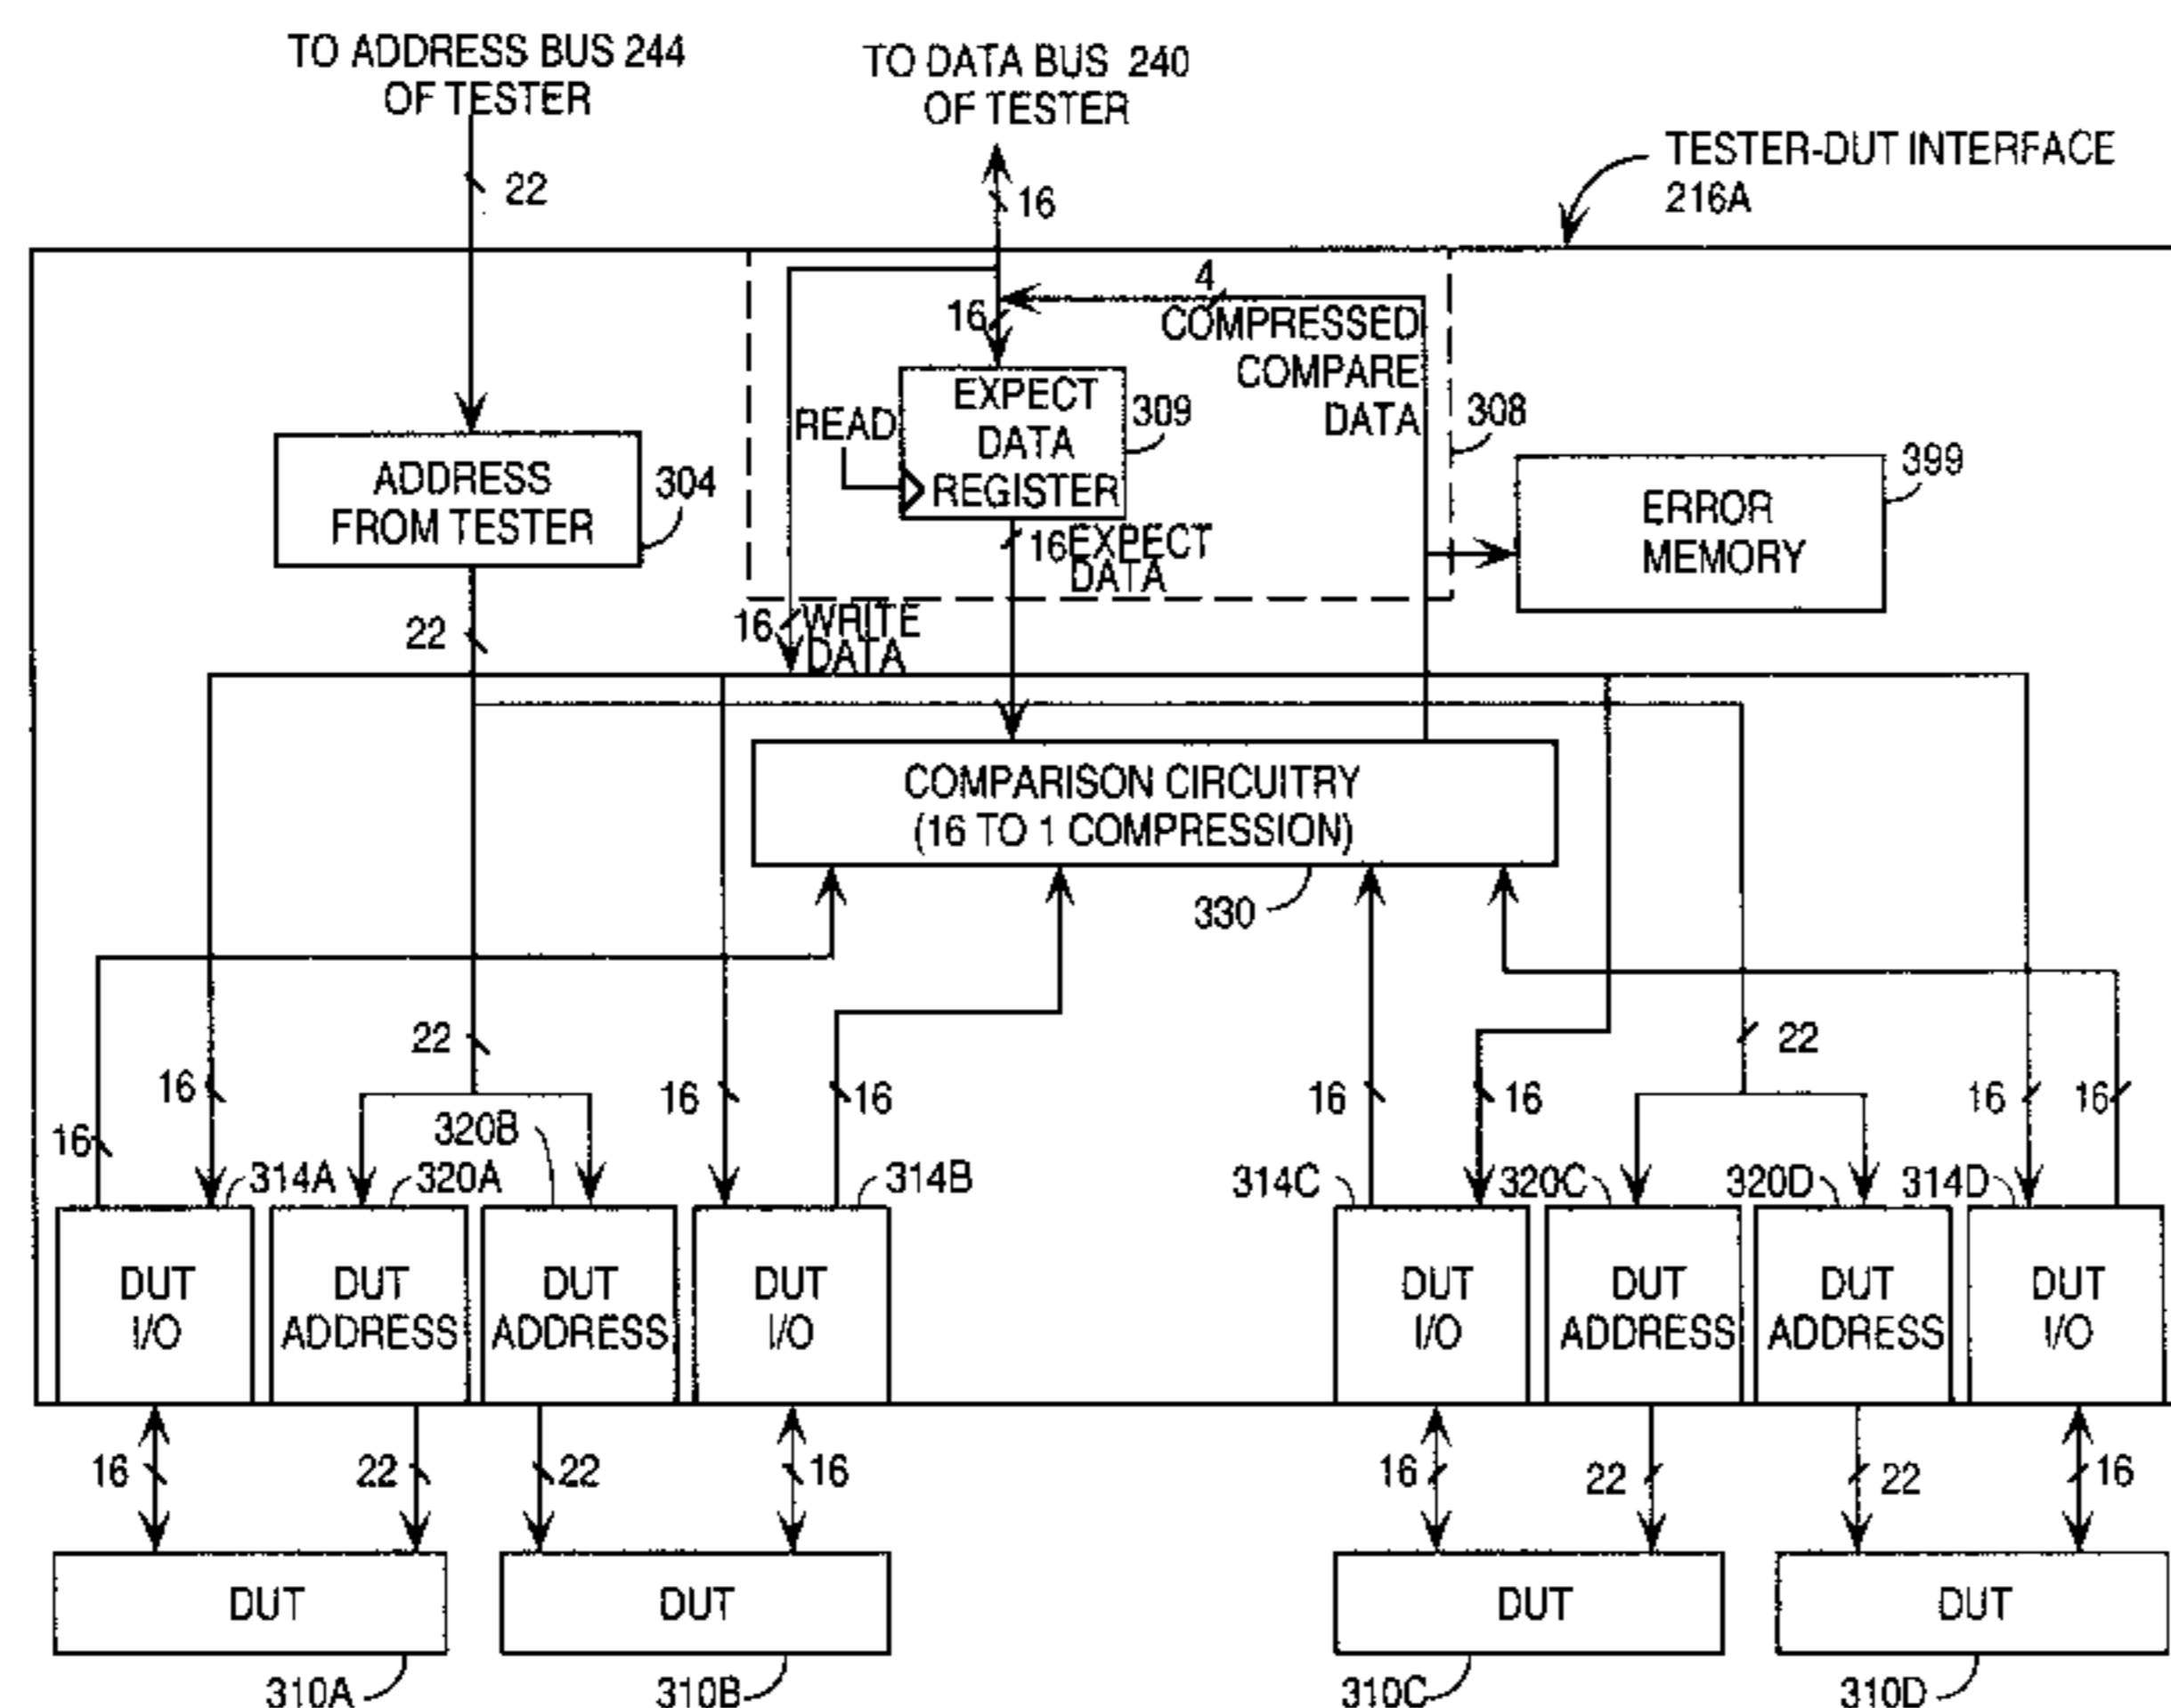 TO ADDRESS BUS 244
OF TESTER
TO DATA BUS 240
OF TESTER
TESTER-DUT INTERFACE
216A
22
16
4
16
COMPRESSED
COMPARE
DATA
EXPECT
DATA
REGISTER
309
308
READ
ADDRESS
FROM TESTER
304
399
ERROR
MEMORY
16 EXPECT
DATA
22
16 WRITE
DATA
COMPARISON CIRCUITRY
(16 TO 1 COMPRESSION)
330
22
22
16
16
16
16
16
16
16
16
320B
314A
320A
314B
314C
320C
320D
314D
DUT
I/O
DUT
ADDRESS
DUT
ADDRESS
DUT
I/O
DUT
I/O
DUT
ADDRESS
DUT
ADDRESS
DUT
I/O
16
22
22
16
16
22
22
16
DUT
DUT
DUT
DUT
310A
310B
310C
310D